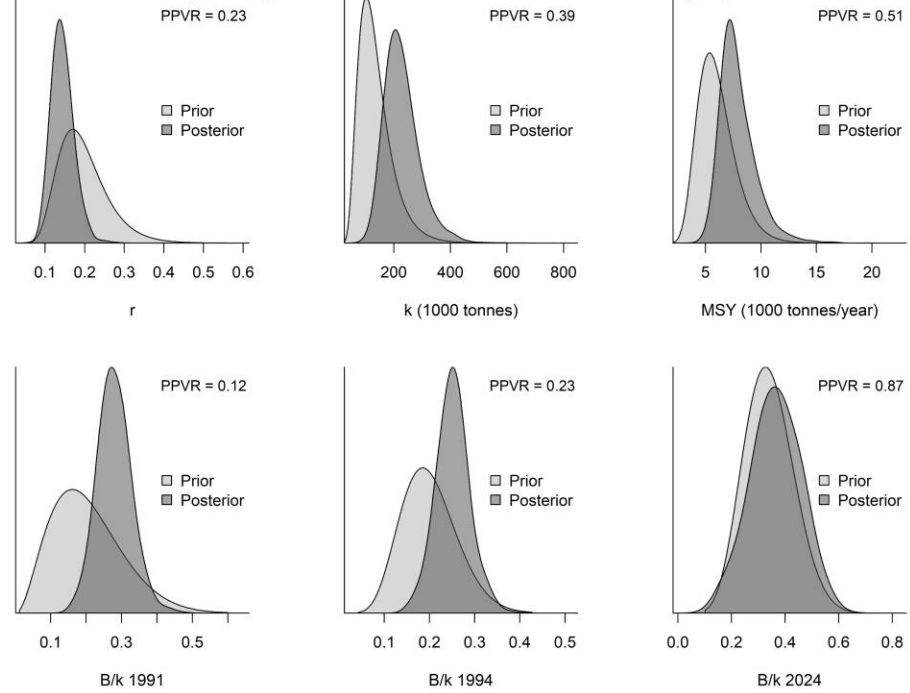 PPVR = 0.23
Prior
Posterior
0.1 0.2 0.3 0.4 0.5 0.6
r
PPVR = 0.39
Prior
Posterior
200 400 600 800
k (1000 tonnes)
PPVR = 0.51
Prior
Posterior
5 10 15 20
MSY (1000 tonnes/year)
PPVR = 0.12
Prior
Posterior
0.1 0.3 0.5
B/k 1991
PPVR = 0.23
Prior
Posterior
0.1 0.2 0.3 0.4 0.5
B/k 1994
PPVR = 0.87
Prior
Posterior
0.0 0.2 0.4 0.6 0.8
B/k 2024